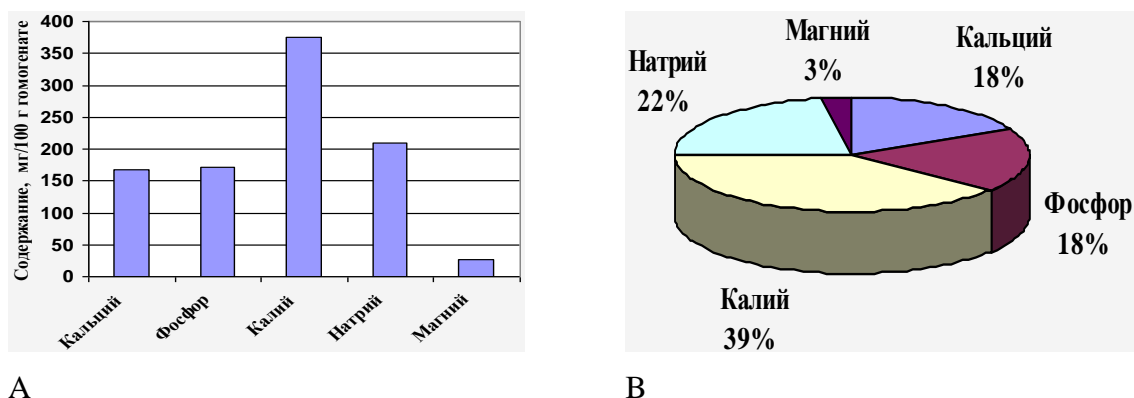 Содержание, мг/100 г гомогенате
400
350
300
250
200
150
100
50
0
Кальций
Фосфор
Калий
Натрий
Магний
А
Магний
3%
Кальций
18%
Натрий
22%
Фосфор
18%
Калий
39%
В